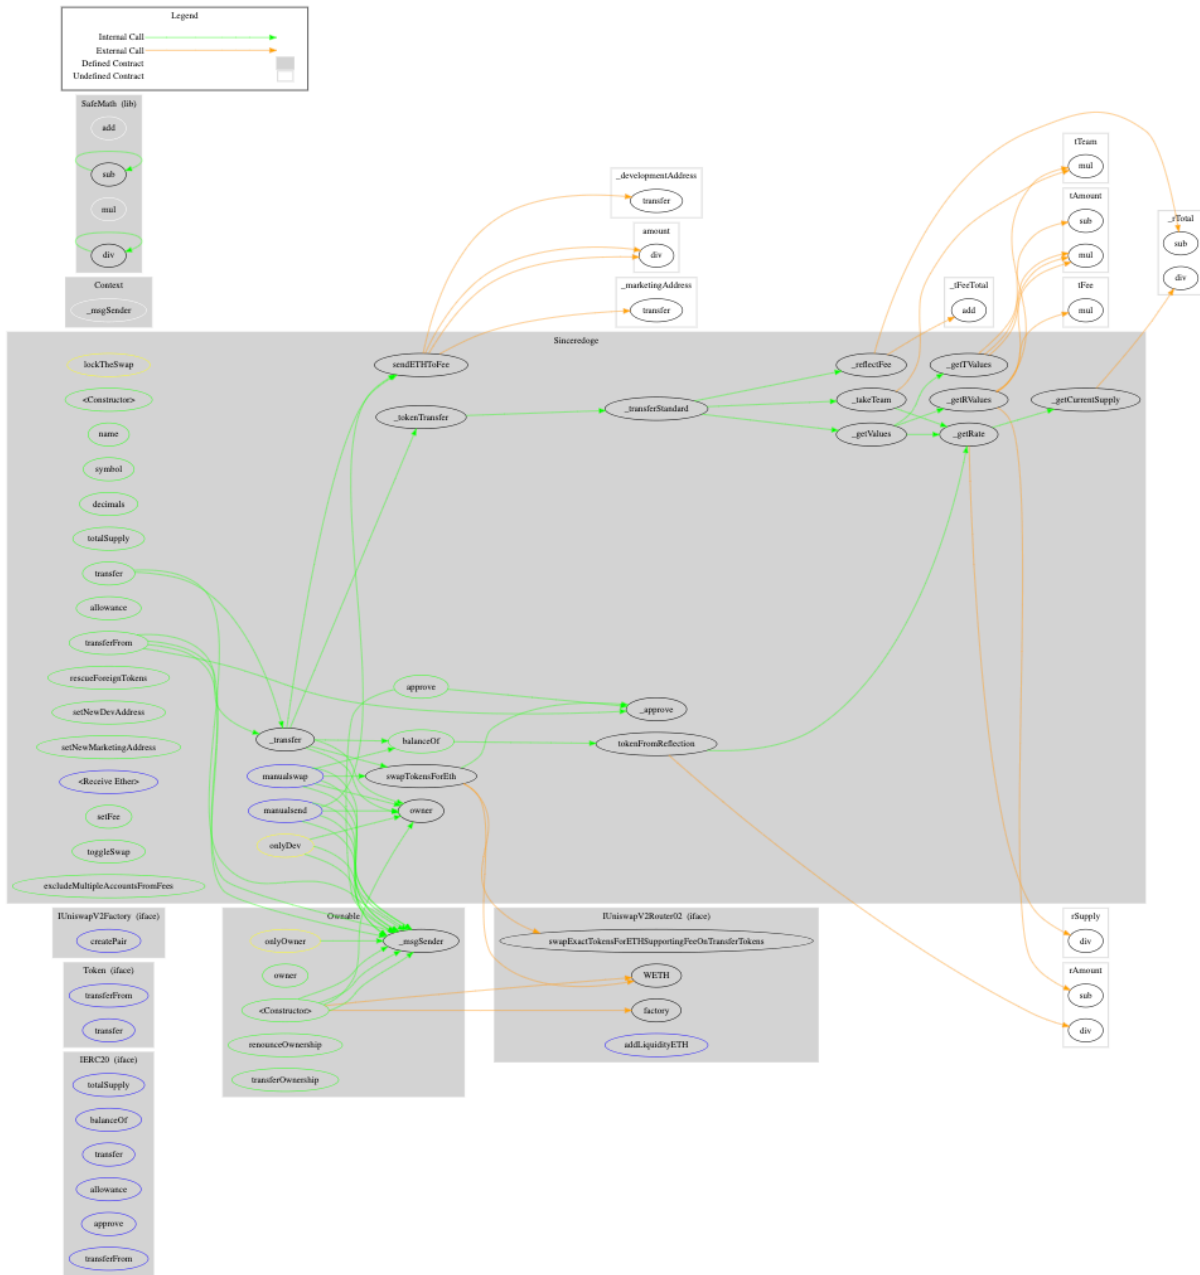 Legend
Internal Call
External Call
Defined Contract
Undefined Contract
SafeMath (lib)
add
sub
mul
div
Context
_msgSender
_developmentAddress
transfer
amount
div
_marketingAddress
transfer
tTeam
mul
tAmount
sub
mul
_rTotal
sub
div
_tFeeTotal
add
tFee
mul
Sinceredoge
lockTheSwap
<Constructor>
name
symbol
decimals
totalSupply
transfer
allowance
transferFrom
rescueForeignTokens
setNewDevAddress
setNewMarketingAddress
<Receive Ether>
setFee
toggleSwap
excludeMultipleAccountsFromFees
_transfer
manualswap
manualsend
onlyDev
sendETHToFee
_tokenTransfer
approve
balanceOf
swapTokensForEth
owner
_transferStandard
_approve
tokenFromReflection
_reflectFee
_takeTeam
_getValues
_getTValues
_getRValues
_getRate
_getCurrentSupply
IUniswapV2Factory (iface)
createPair
Token (iface)
transferFrom
transfer
IERC20 (iface)
totalSupply
balanceOf
transfer
allowance
approve
transferFrom
Ownable
onlyOwner
owner
<Constructor>
renounceOwnership
transferOwnership
_msgSender
IUniswapV2Router02 (iface)
swapExactTokensForETHSupportingFeeOnTransferTokens
WETH
factory
addLiquidityETH
rSupply
div
rAmount
sub
div